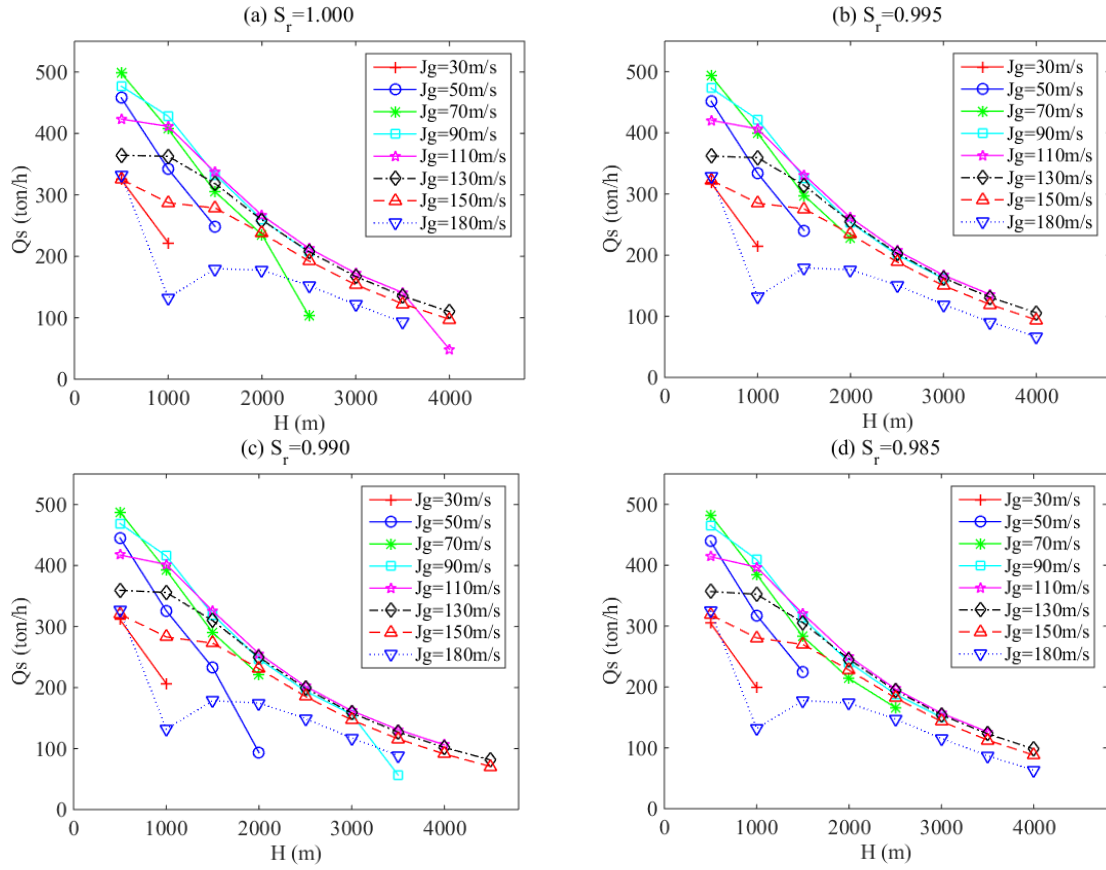 (a) S_r=1.000
Qs (ton/h)
500
400
300
200
100
0
Jg=30m/s
Jg=50m/s
Jg=70m/s
Jg=90m/s
Jg=110m/s
Jg=130m/s
Jg=150m/s
Jg=180m/s
1000 2000 3000 4000
H (m)
(b) S_r=0.995
Qs (ton/h)
500
400
300
200
100
0
Jg=30m/s
Jg=50m/s
Jg=70m/s
Jg=90m/s
Jg=110m/s
Jg=130m/s
Jg=150m/s
Jg=180m/s
0 1000 2000 3000 4000
H (m)
(c) S_r=0.990
Qs (ton/h)
500
400
300
200
100
0
Jg=30m/s
Jg=50m/s
Jg=70m/s
Jg=90m/s
Jg=110m/s
Jg=130m/s
Jg=150m/s
Jg=180m/s
0 1000 2000 3000 4000
H (m)
(d) S_r=0.985
Qs (ton/h)
500
400
300
200
100
0
Jg=30m/s
Jg=50m/s
Jg=70m/s
Jg=90m/s
Jg=110m/s
Jg=130m/s
Jg=150m/s
Jg=180m/s
0 1000 2000 3000 4000
H (m)